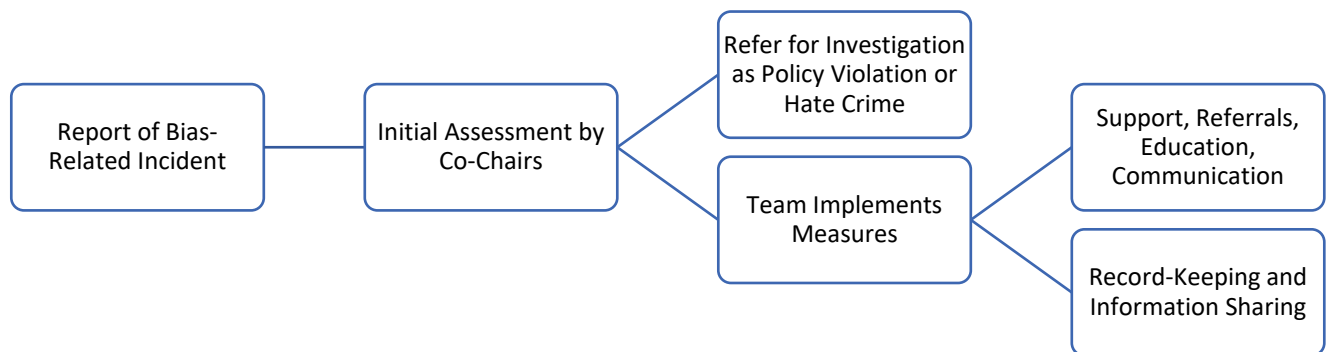 Report of Bias-
Related Incident
Initial Assessment by
Co-Chairs
Refer for Investigation
as Policy Violation or
Hate Crime
Team Implements
Measures
Support, Referrals,
Education,
Communication
Record-Keeping and
Information Sharing